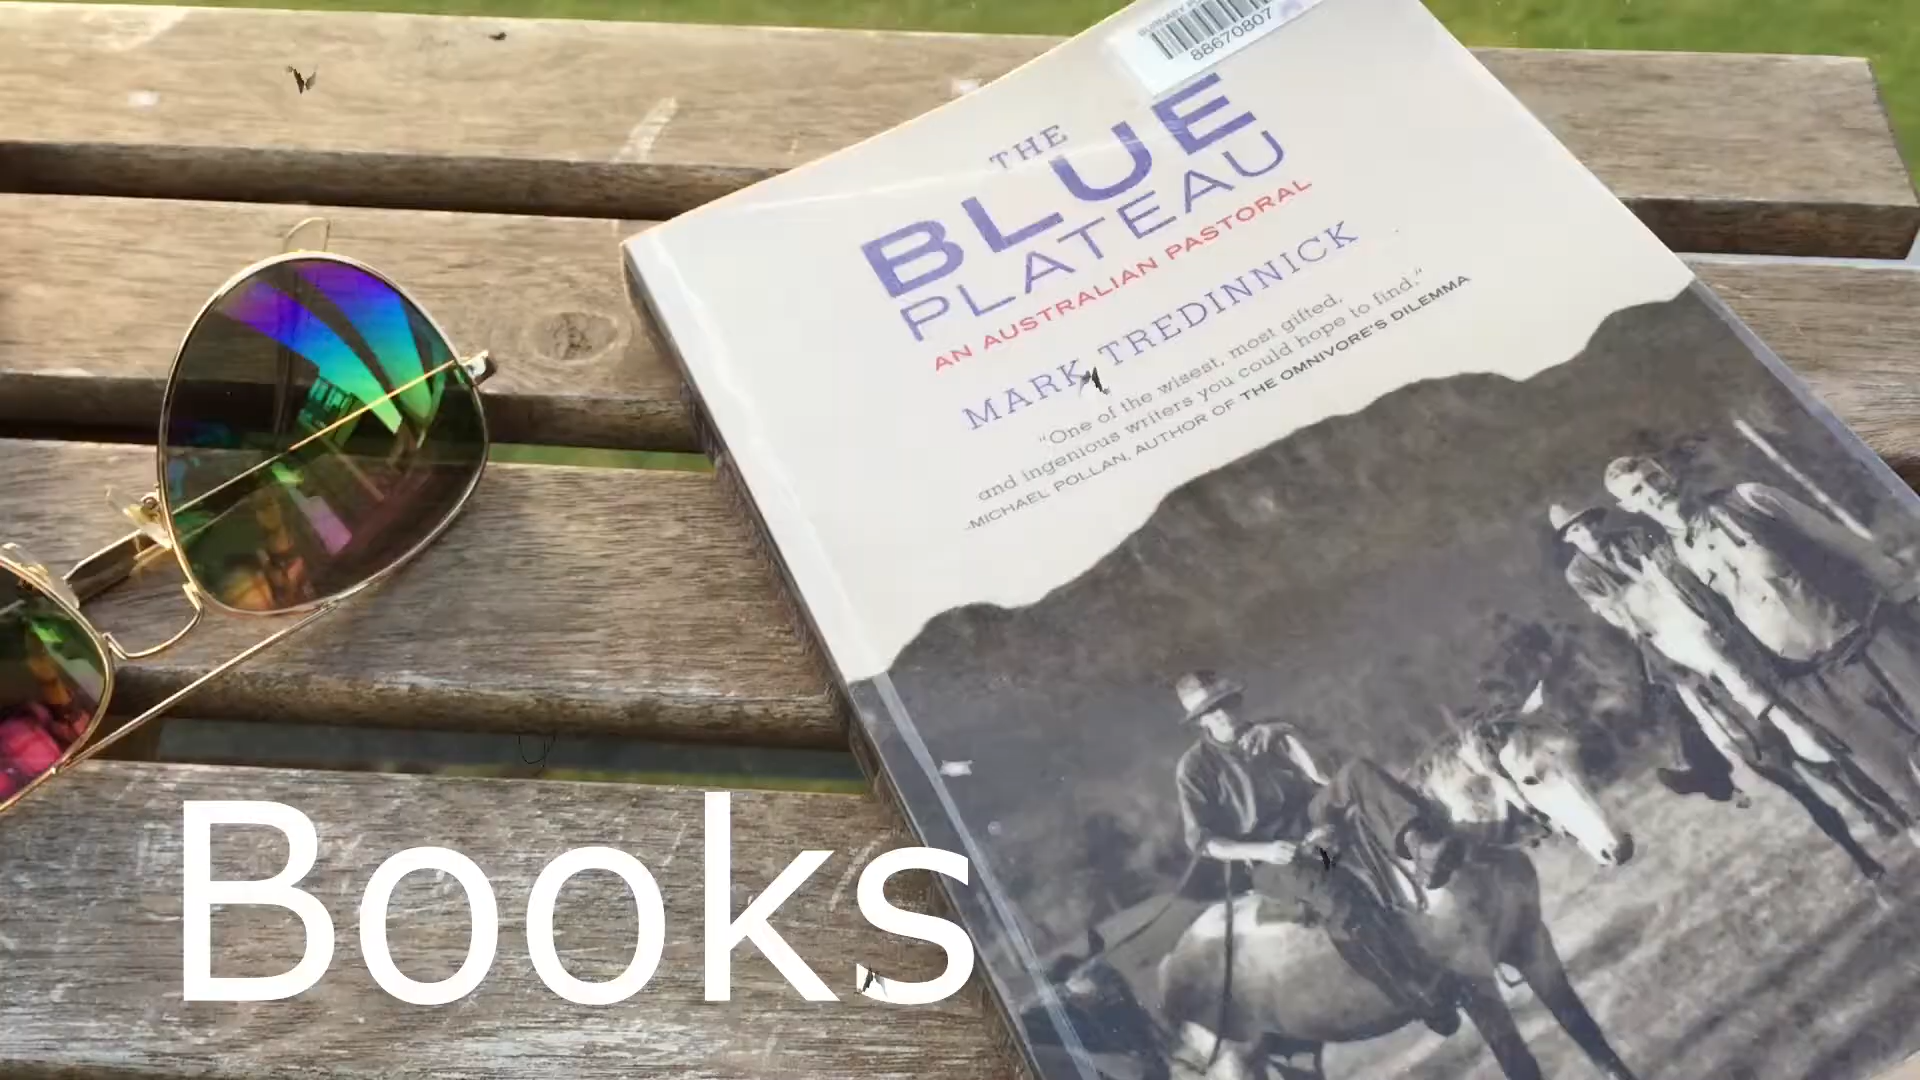 88670807
THE
BLUE
PLATEAU
AN AUSTRALIAN PASTORAL
MARK TREDINNICK
“One of the wisest, most gifted,
and ingenious writers you could hope to find.”
-MICHAEL POLLAN, AUTHOR OF THE OMNIVORE'S DILEMMA
Books